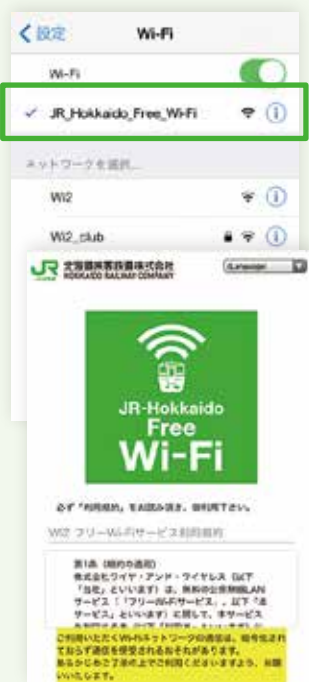 設定
Wi-Fi
Wi-Fi
JR_Hokkaido_Free_Wi-Fi
ネットワークを選択...
Wi2
Wi2_club
JR 北海道旅客鉄道株式会社
HOKKAIDO RAILWAY COMPANY
JR-Hokkaido
Free
Wi-Fi
必ず「利用規約」をお読み頂き、御利用下さい。
Wi2 フリーWi-Fiサービス利用規約
第1条 (規約の適用)
株式会社ワイヤ・アンド・ワイヤレス (以下
「当社」といいます) は、無料の公衆無線LAN
サービス (「フリーWi-Fiサービス」、以下「本
サービス」といいます) に関して、本サービス
ご利用いただくWi-Fiネットワークの通信は、暗号化され
ておらず通信を傍受されるおそれがあります。
あらかじめご了承の上でご利用くださいますよう、お願
いいたします。